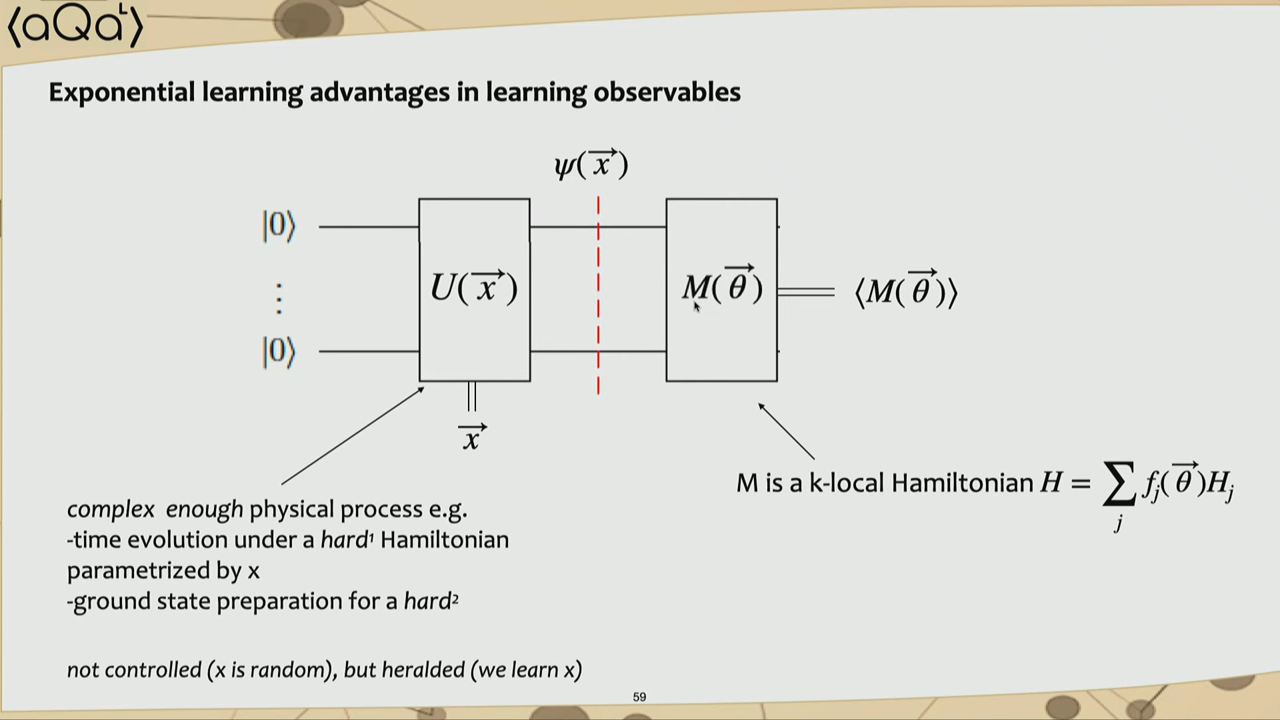 ⟨aQaᴸ⟩
Exponential learning advantages in learning observables
ψ(x⃗)
|0⟩
⋮
|0⟩
U(x⃗)
M(θ⃗)
⟨M(θ⃗)⟩
x⃗
M is a k-local Hamiltonian H = ∑ⱼ fⱼ(θ⃗)Hⱼ
complex enough physical process e.g.
-time evolution under a hard¹ Hamiltonian
parametrized by x
-ground state preparation for a hard²
not controlled (x is random), but heralded (we learn x)
59